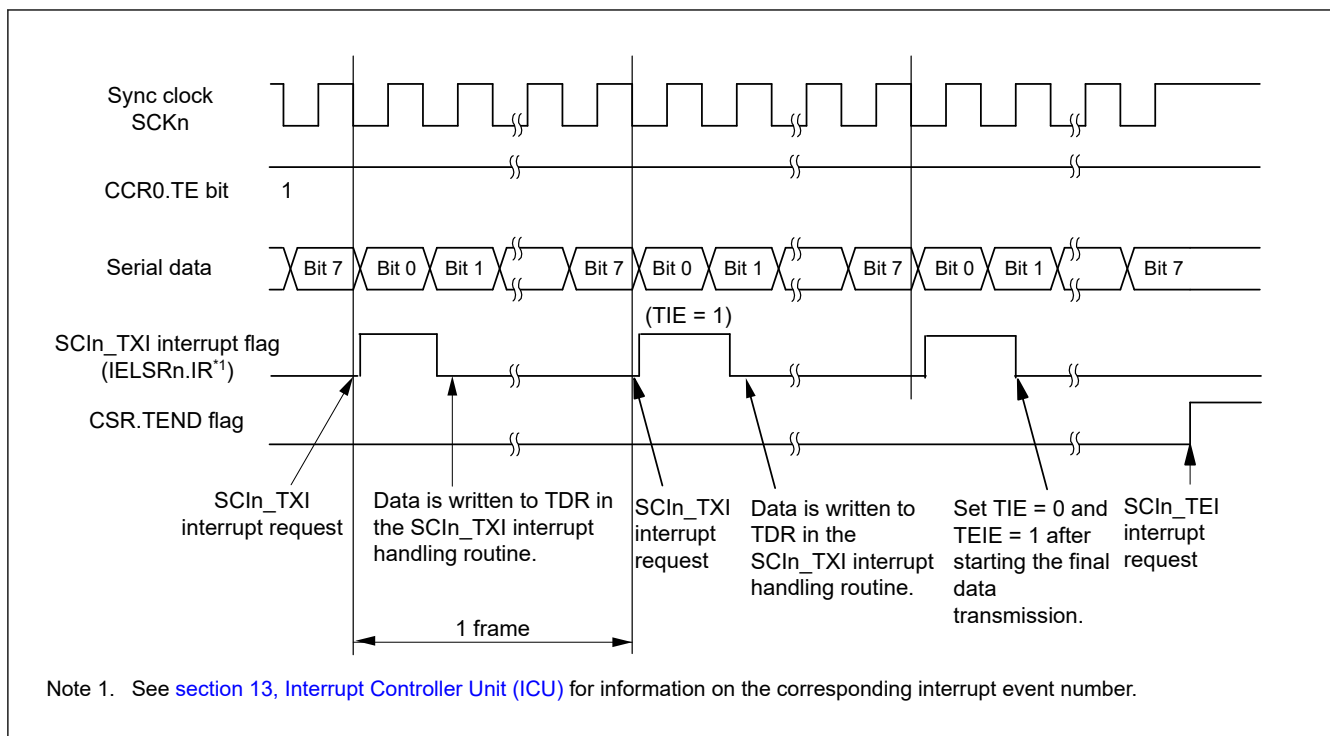 Sync clock
SCKn
CCR0.TE bit 1
Serial data Bit 7 Bit 0 Bit 1 Bit 7 Bit 0 Bit 1 Bit 7 Bit 0 Bit 1 Bit 7
(TIE = 1)
SCIn_TXI interrupt flag
(IELSRn.IR*1)
CSR.TEND flag
SCIn_TXI
interrupt request
Data is written to TDR in
the SCIn_TXI interrupt
handling routine.
SCIn_TXI
interrupt
request
Data is written to
TDR in the
SCIn_TXI interrupt
handling routine.
Set TIE = 0 and
TEIE = 1 after
starting the final
data
transmission.
SCIn_TEI
interrupt
request
1 frame
Note 1. See section 13, Interrupt Controller Unit (ICU) for information on the corresponding interrupt event number.